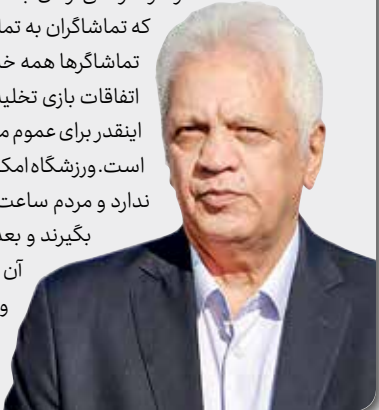 که تماشاگران به تما
تماشاگرها همه خ
اتفاقات بازی تخلی
اینقدر برای عموم م
است. ورزشگاه امک
ندارد و مردم ساعت
بگیرند و بعد
آن
و